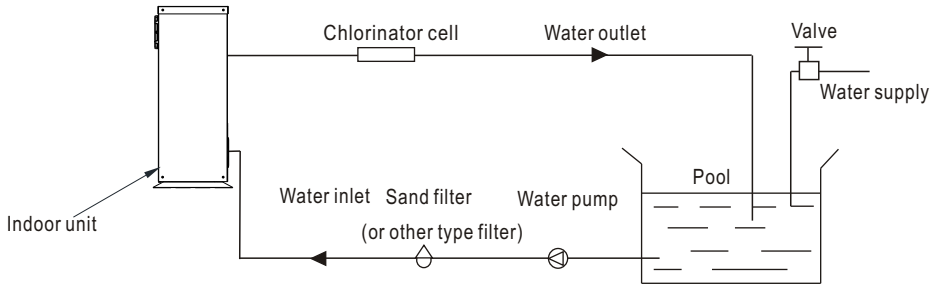 Chlorinator cell
Water outlet
Valve
Water supply
Pool
Water inlet
Sand filter
(or other type filter)
Water pump
Indoor unit